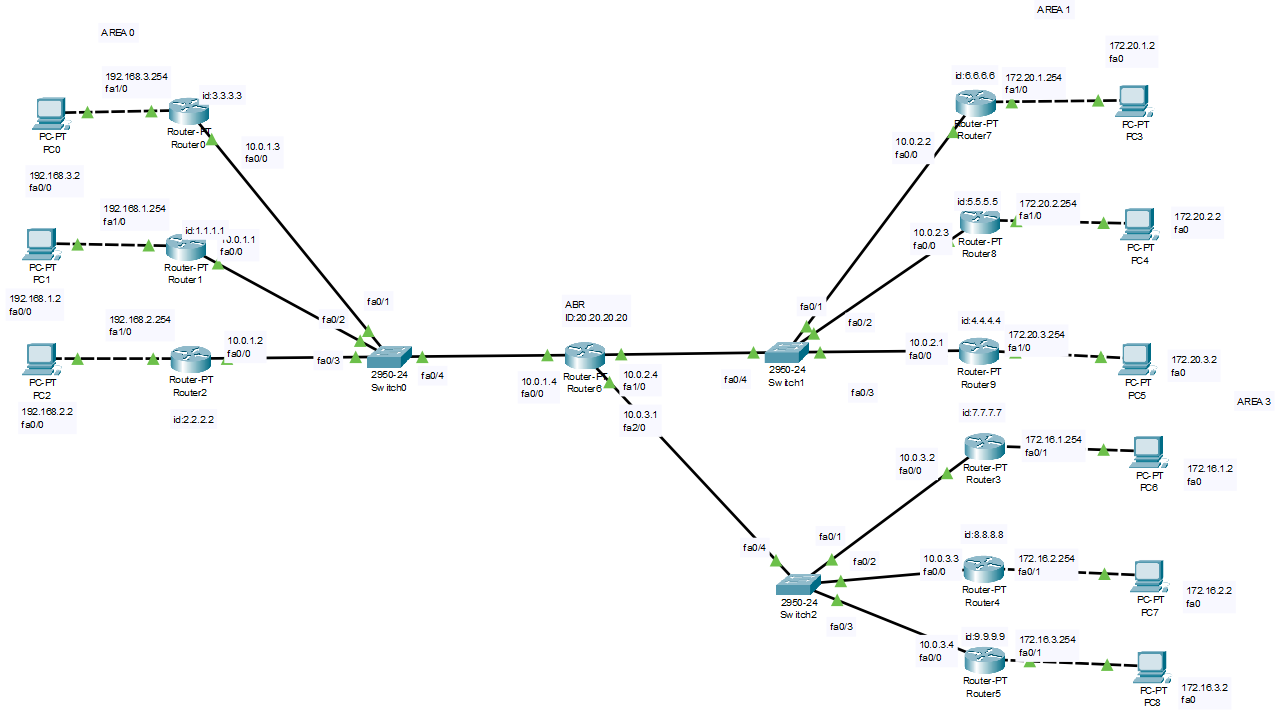 AREA 0
192.168.3.254
fa1/0
id:3.3.3.3
PC-PT
PC0
Router-PT
Router0
10.0.1.3
fa0/0
192.168.3.2
fa0/0
192.168.1.254
fa1/0
id:1.1.1.1
10.0.1.1
fa0/0
PC-PT
PC1
Router-PT
Router1
192.168.1.2
fa0/0
192.168.2.254
fa1/0
10.0.1.2
fa0/0
PC-PT
PC2
Router-PT
Router2
192.168.2.2
fa0/0
id:2.2.2.2
fa0/1
fa0/2
fa0/3
fa0/4
2950-24
Switch0
ABR
ID:20.20.20.20
Router-PT
Router6
10.0.1.4
fa0/0
10.0.2.4
fa1/0
10.0.3.1
fa2/0
AREA 1
172.20.1.2
fa0
id:6.6.6.6
172.20.1.254
fa1/0
Router-PT
Router7
PC-PT
PC3
10.0.2.2
fa0/0
id:5.5.5.5
172.20.2.254
fa1/0
172.20.2.2
fa0
10.0.2.3
fa0/0
Router-PT
Router8
PC-PT
PC4
fa0/1
fa0/2
fa0/4
fa0/3
2950-24
Switch1
id:4.4.4.4
172.20.3.254
fa1/0
10.0.2.1
fa0/0
Router-PT
Router9
PC-PT
PC5
172.20.3.2
fa0
AREA 3
id:7.7.7.7
172.16.1.254
fa0/1
10.0.3.2
fa0/0
Router-PT
Router3
PC-PT
PC6
172.16.1.2
fa0
fa0/4
fa0/1
fa0/2
fa0/3
2950-24
Switch2
id:8.8.8.8
10.0.3.3
fa0/0
172.16.2.254
fa0/1
Router-PT
Router4
PC-PT
PC7
172.16.2.2
fa0
id:9.9.9.9
10.0.3.4
fa0/0
172.16.3.254
fa0/1
Router-PT
Router5
PC-PT
PC8
172.16.3.2
fa0